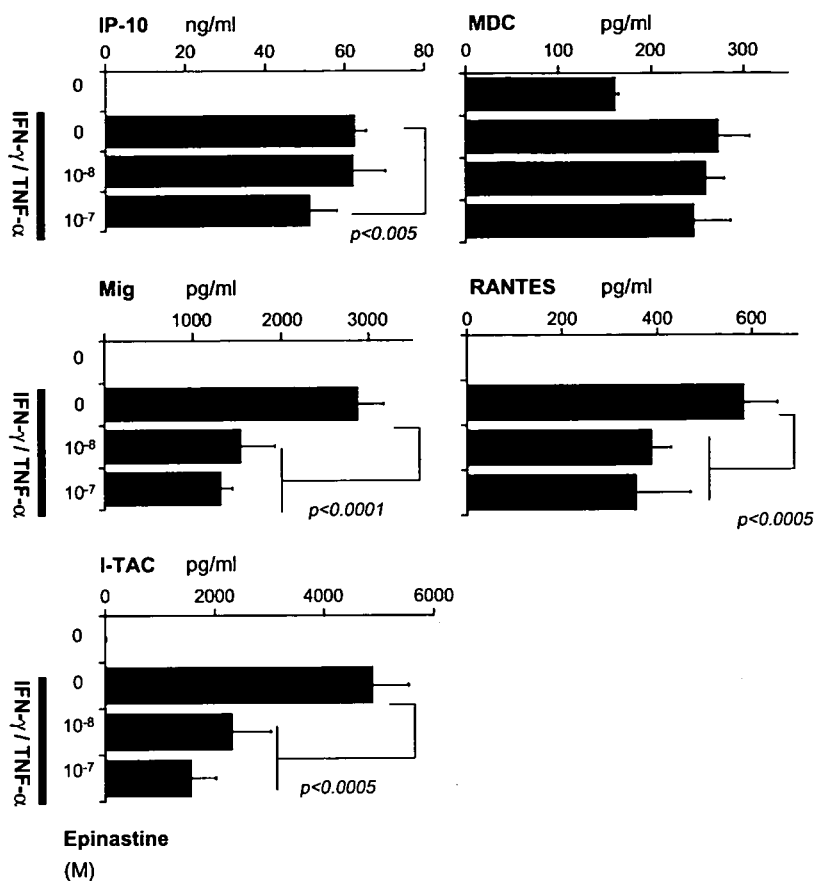 IP-10 ng/ml
0 20 40 60 80
0
0
10-8
10-7
IFN-γ / TNF-α
p<0.005
MDC pg/ml
0 100 200 300
Mig pg/ml
1000 2000 3000
0
0
10-8
10-7
IFN-γ / TNF-α
p<0.0001
RANTES pg/ml
0 200 400 600
p<0.0005
I-TAC pg/ml
0 2000 4000 6000
0
0
10-8
10-7
IFN-γ / TNF-α
p<0.0005
Epinastine
(M)